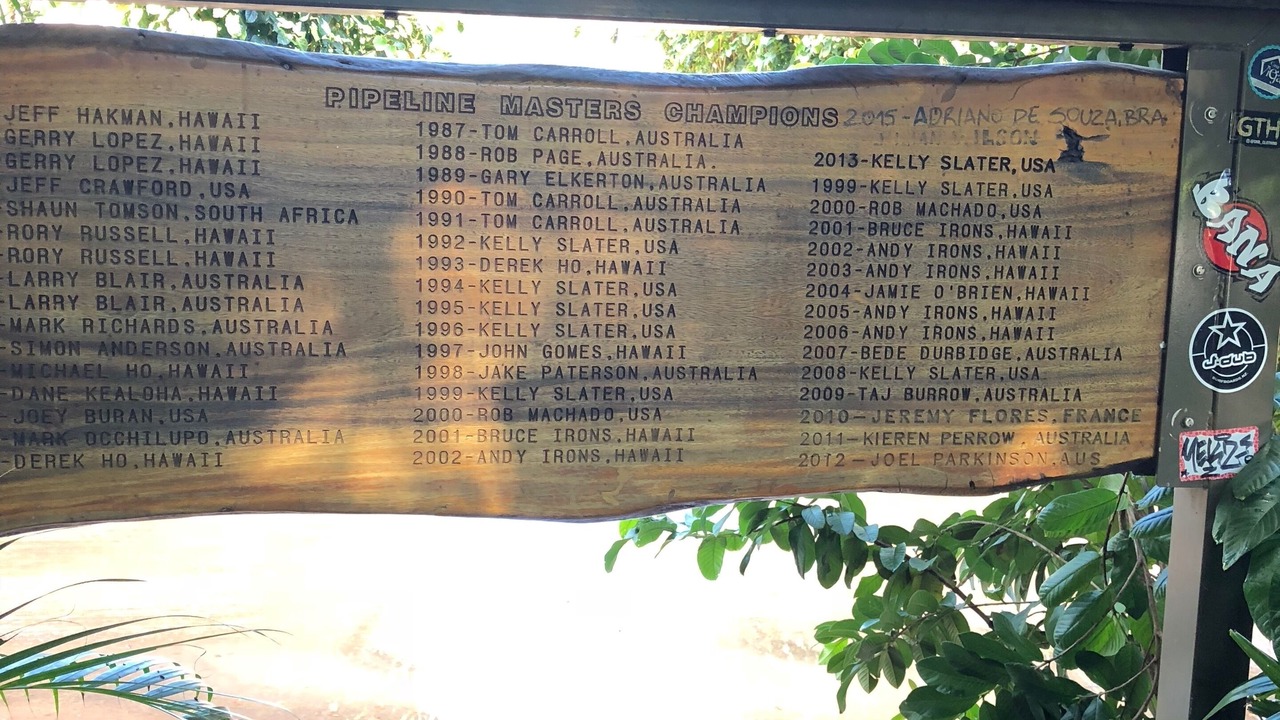 PIPELINE MASTERS CHAMPIONS
JEFF HAKMAN, HAWAII
GERRY LOPEZ, HAWAII
GERRY LOPEZ, HAWAII
JEFF CRAWFORD, USA
-SHAUN TOMSON, SOUTH AFRICA
-RORY RUSSELL, HAWAII
-RORY RUSSELL, HAWAII
-LARRY BLAIR, AUSTRALIA
-LARRY BLAIR, AUSTRALIA
-MARK RICHARDS, AUSTRALIA
-SIMON ANDERSON, AUSTRALIA
-MICHAEL HO, HAWAII
-DANE KEALOHA, HAWAII
-JOEY BURAN, USA
-MARK OCCHILUPO, AUSTRALIA
-DEREK HO, HAWAII
1987-TOM CARROLL, AUSTRALIA
1988-ROB PAGE, AUSTRALIA.
1989-GARY ELKERTON, AUSTRALIA
1990-TOM CARROLL, AUSTRALIA
1991-TOM CARROLL, AUSTRALIA
1992-KELLY SLATER, USA
1993-DEREK HO, HAWAII
1994-KELLY SLATER, USA
1995-KELLY SLATER, USA
1996-KELLY SLATER, USA
1997-JOHN GOMES, HAWAII
1998-JAKE PATERSON, AUSTRALIA
1999-KELLY SLATER, USA
2000-ROB MACHADO, USA
2001-BRUCE IRONS, HAWAII
2002-ANDY IRONS, HAWAII
2015-ADRIANO DE SOUZA, BRA
2013-KELLY SLATER, USA
1999-KELLY SLATER, USA
2000-ROB MACHADO, USA
2001-BRUCE IRONS, HAWAII
2002-ANDY IRONS, HAWAII
2003-ANDY IRONS, HAWAII
2004-JAMIE O'BRIEN, HAWAII
2005-ANDY IRONS, HAWAII
2006-ANDY IRONS, HAWAII
2007-BEDE DURBIDGE, AUSTRALIA
2008-KELLY SLATER, USA
2009-TAJ BURROW, AUSTRALIA
2010-JEREMY FLORES, FRANCE
2011-KIEREN PERROW, AUSTRALIA
2012-JOEL PARKINSON, AUS
GTH
BANA
J-dub